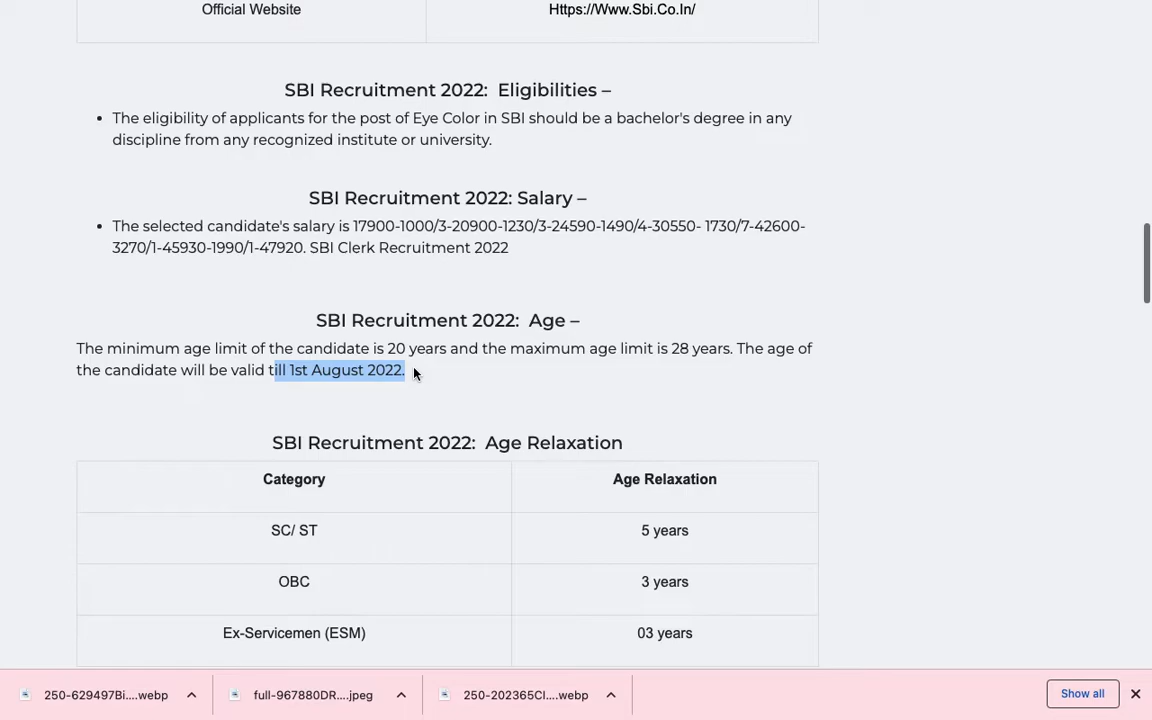 Official Website Https://Www.Sbi.Co.In/
SBI Recruitment 2022:  Eligibilities –
• The eligibility of applicants for the post of Eye Color in SBI should be a bachelor's degree in any
discipline from any recognized institute or university.
SBI Recruitment 2022: Salary –
• The selected candidate's salary is 17900-1000/3-20900-1230/3-24590-1490/4-30550- 1730/7-42600-
3270/1-45930-1990/1-47920. SBI Clerk Recruitment 2022
SBI Recruitment 2022:  Age –
The minimum age limit of the candidate is 20 years and the maximum age limit is 28 years. The age of
the candidate will be valid till 1st August 2022.
SBI Recruitment 2022:  Age Relaxation
Category Age Relaxation
SC/ ST 5 years
OBC 3 years
Ex-Servicemen (ESM) 03 years
250-629497Bi....webp full-967880DR....jpeg 250-202365CI....webp Show all